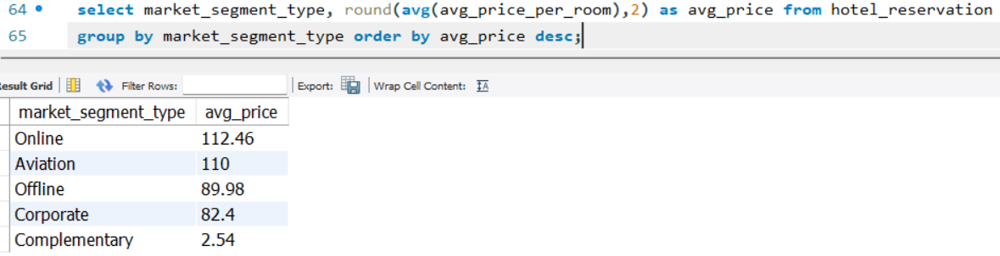 64 select market_segment_type, round(avg(avg_price_per_room),2) as avg_price from hotel_reservation
65 group by market_segment_type order by avg_price desc;
Result Grid Filter Rows: Export: Wrap Cell Content: IA
market_segment_type avg_price
Online 112.46
Aviation 110
Offline 89.98
Corporate 82.4
Complementary 2.54